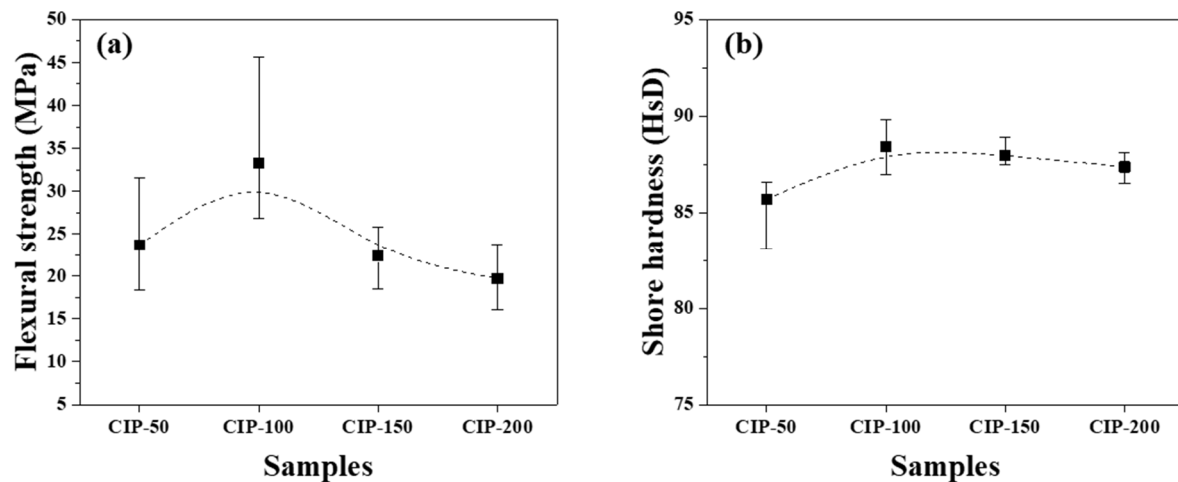 (a)
Flexural strength (MPa)
50
45
40
35
30
25
20
15
10
5
CIP-50 CIP-100 CIP-150 CIP-200
Samples
(b)
Shore hardness (HsD)
95
90
85
80
75
CIP-50 CIP-100 CIP-150 CIP-200
Samples